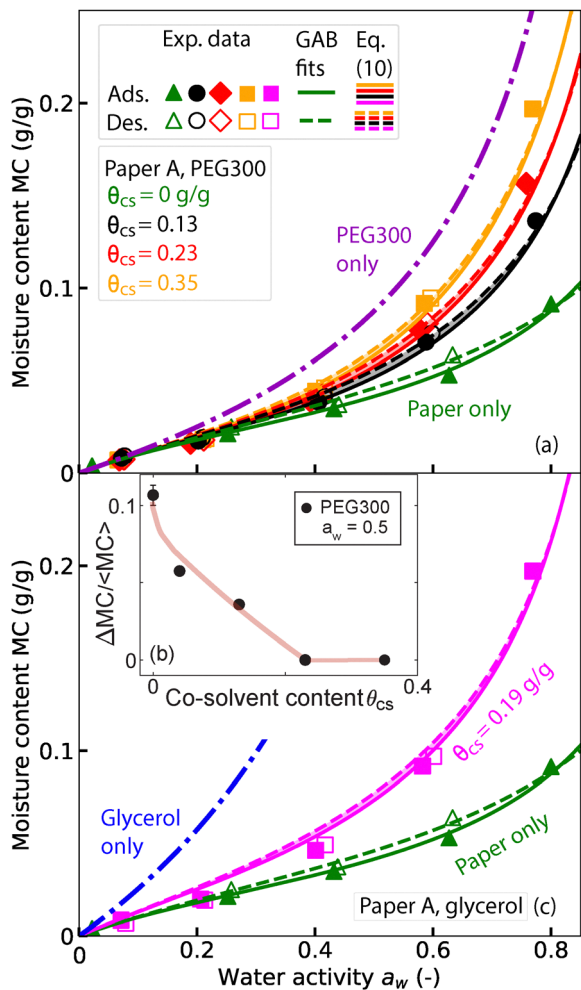 Moisture content MC (g/g)
0.2
0.1
0
Exp. data
GAB fits
Eq. (10)
Ads.
Des.
Paper A, PEG300
θcs = 0 g/g
θcs = 0.13
θcs = 0.23
θcs = 0.35
PEG300
only
Paper only
(a)
Moisture content MC (g/g)
0.2
0.1
0
ΔMC/<MC>
0.1
0
PEG300
a_w = 0.5
(b)
0
0.4
Co-solvent content θcs
θcs = 0.19 g/g
Glycerol
only
Paper only
Paper A, glycerol (c)
0
0.2
0.4
0.6
0.8
Water activity a_w (-)